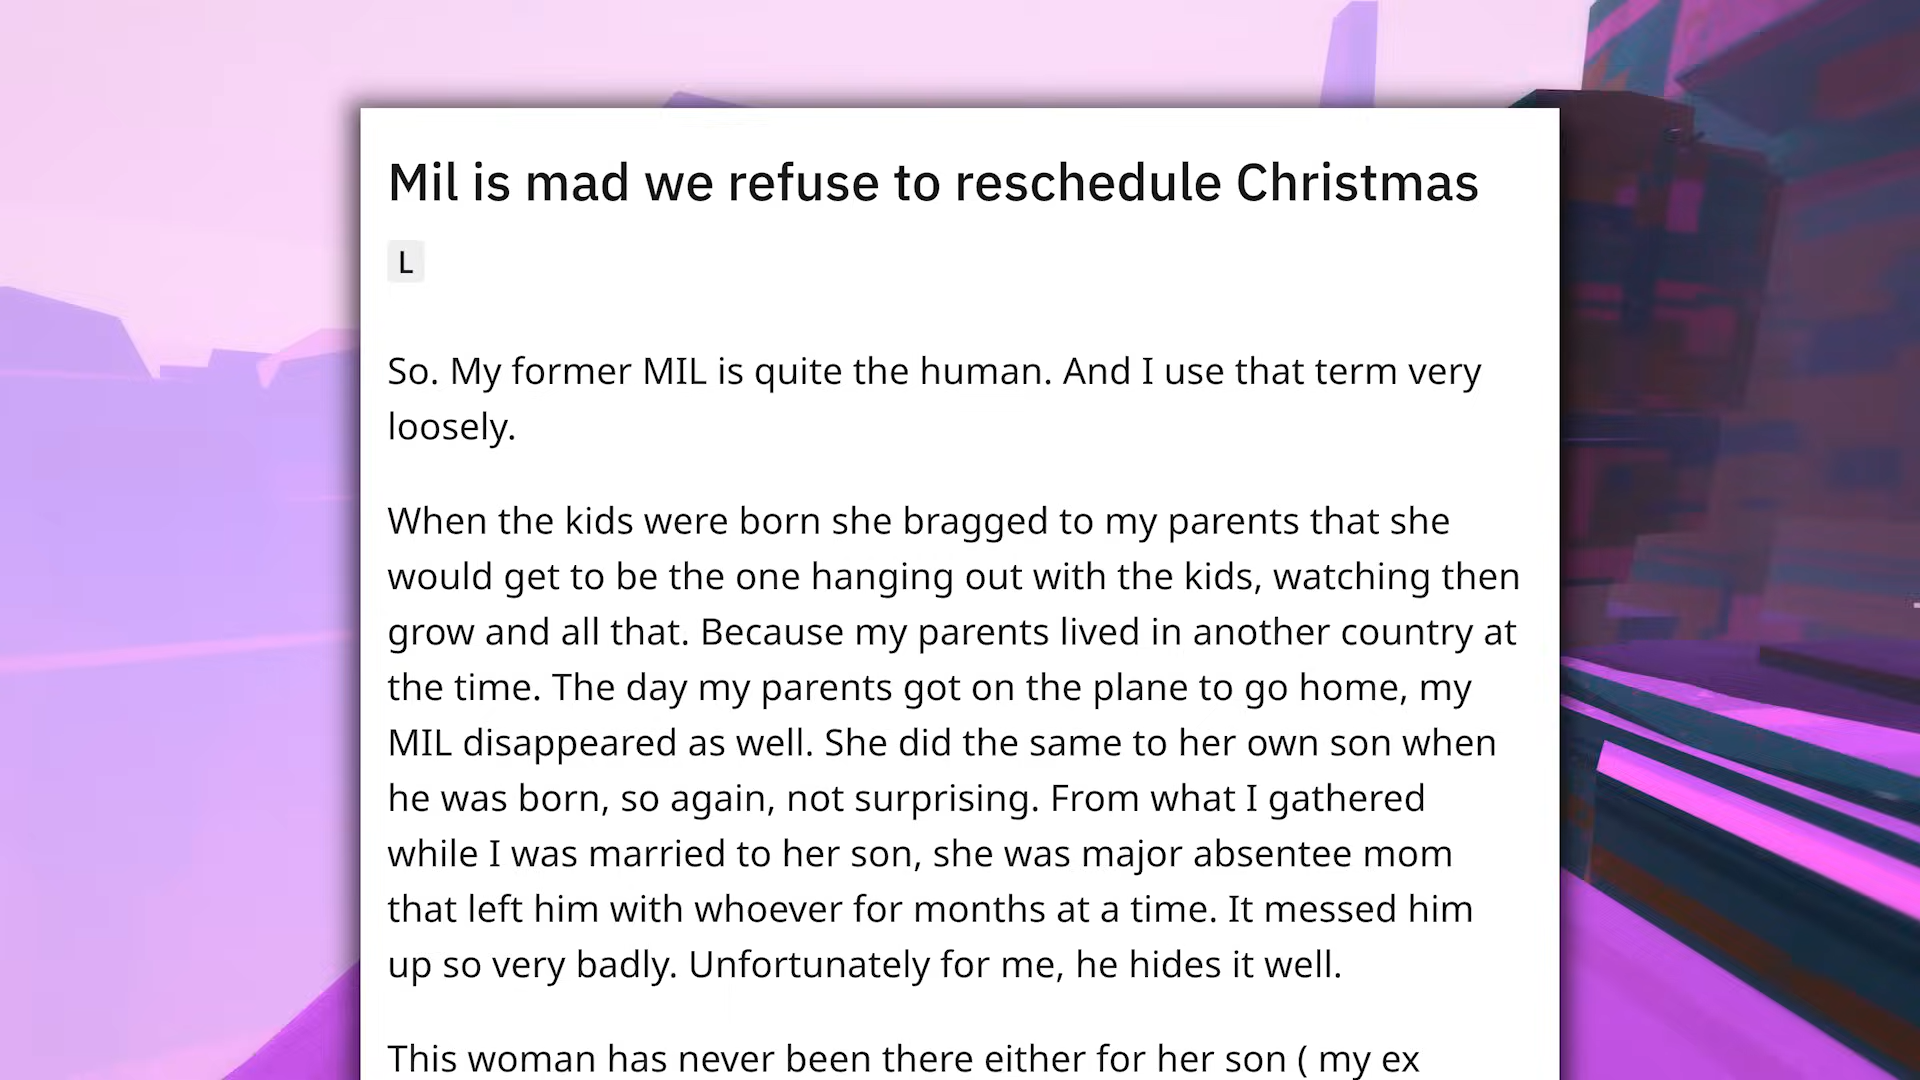 Mil is mad we refuse to reschedule Christmas
L
So. My former MIL is quite the human. And I use that term very
loosely.
When the kids were born she bragged to my parents that she
would get to be the one hanging out with the kids, watching then
grow and all that. Because my parents lived in another country at
the time. The day my parents got on the plane to go home, my
MIL disappeared as well. She did the same to her own son when
he was born, so again, not surprising. From what I gathered
while I was married to her son, she was major absentee mom
that left him with whoever for months at a time. It messed him
up so very badly. Unfortunately for me, he hides it well.
This woman has never been there either for her son ( my ex